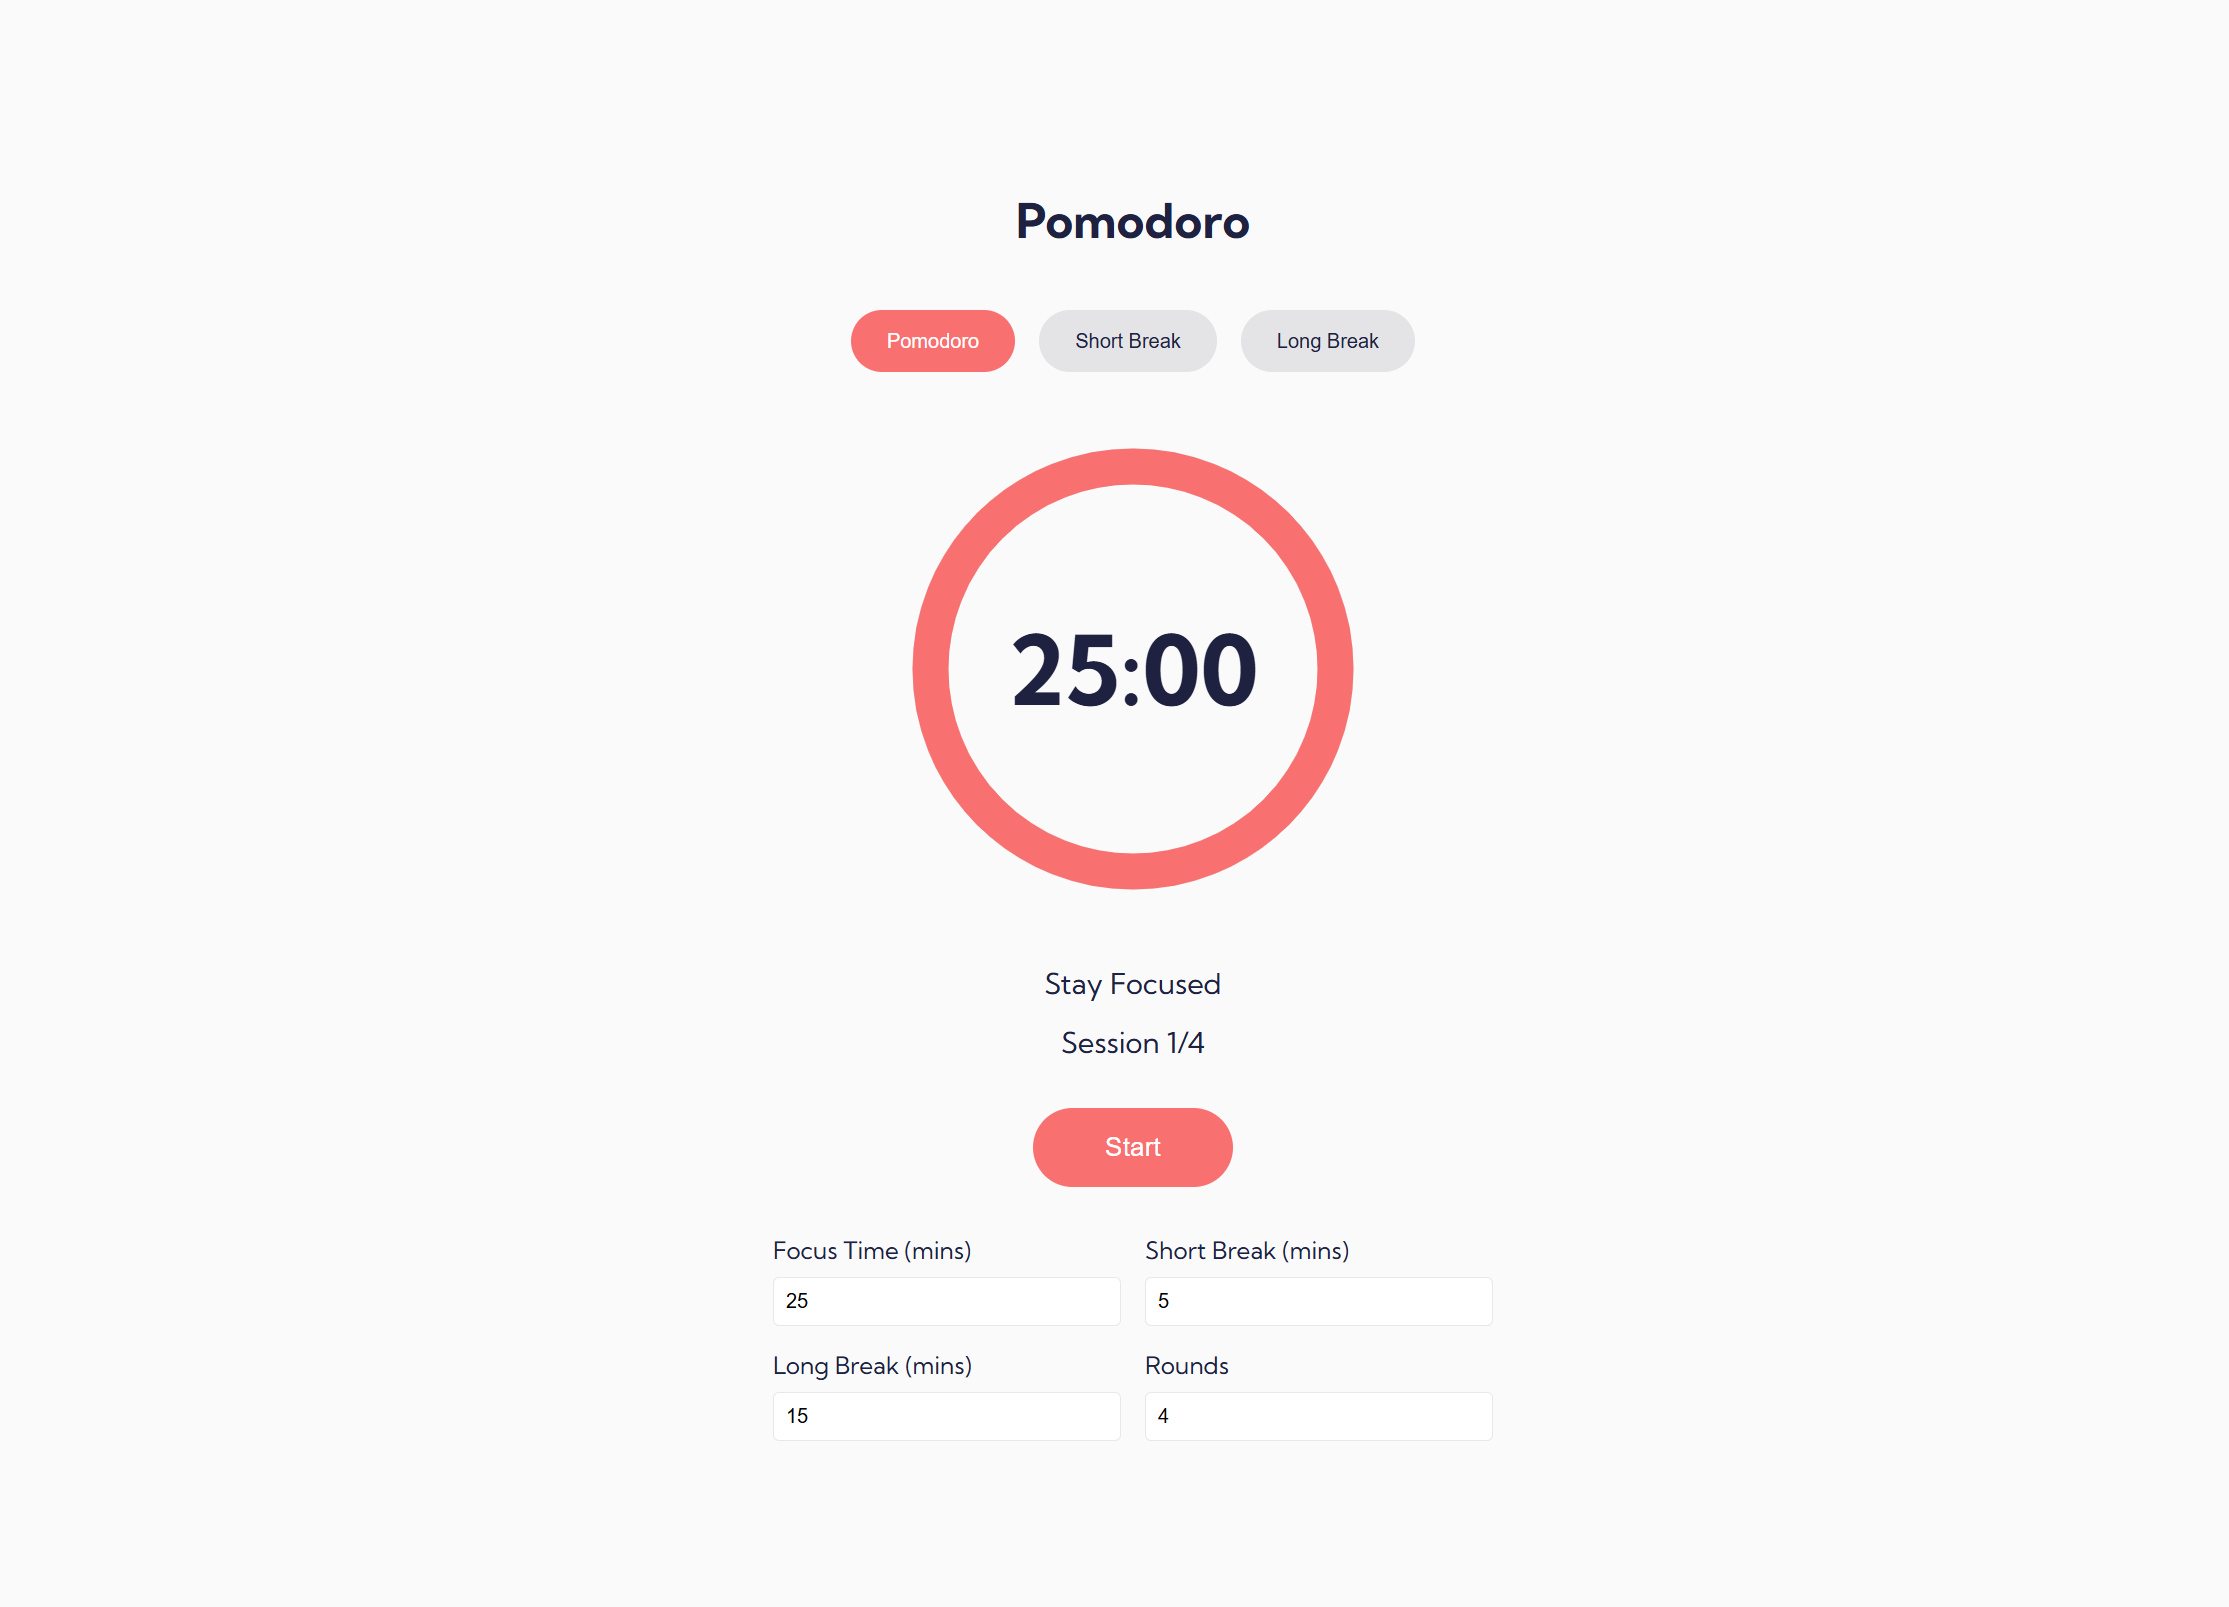 Pomodoro
Pomodoro Short Break Long Break
25:00
Stay Focused
Session 1/4
Start
Focus Time (mins) Short Break (mins)
25 5
Long Break (mins) Rounds
15 4